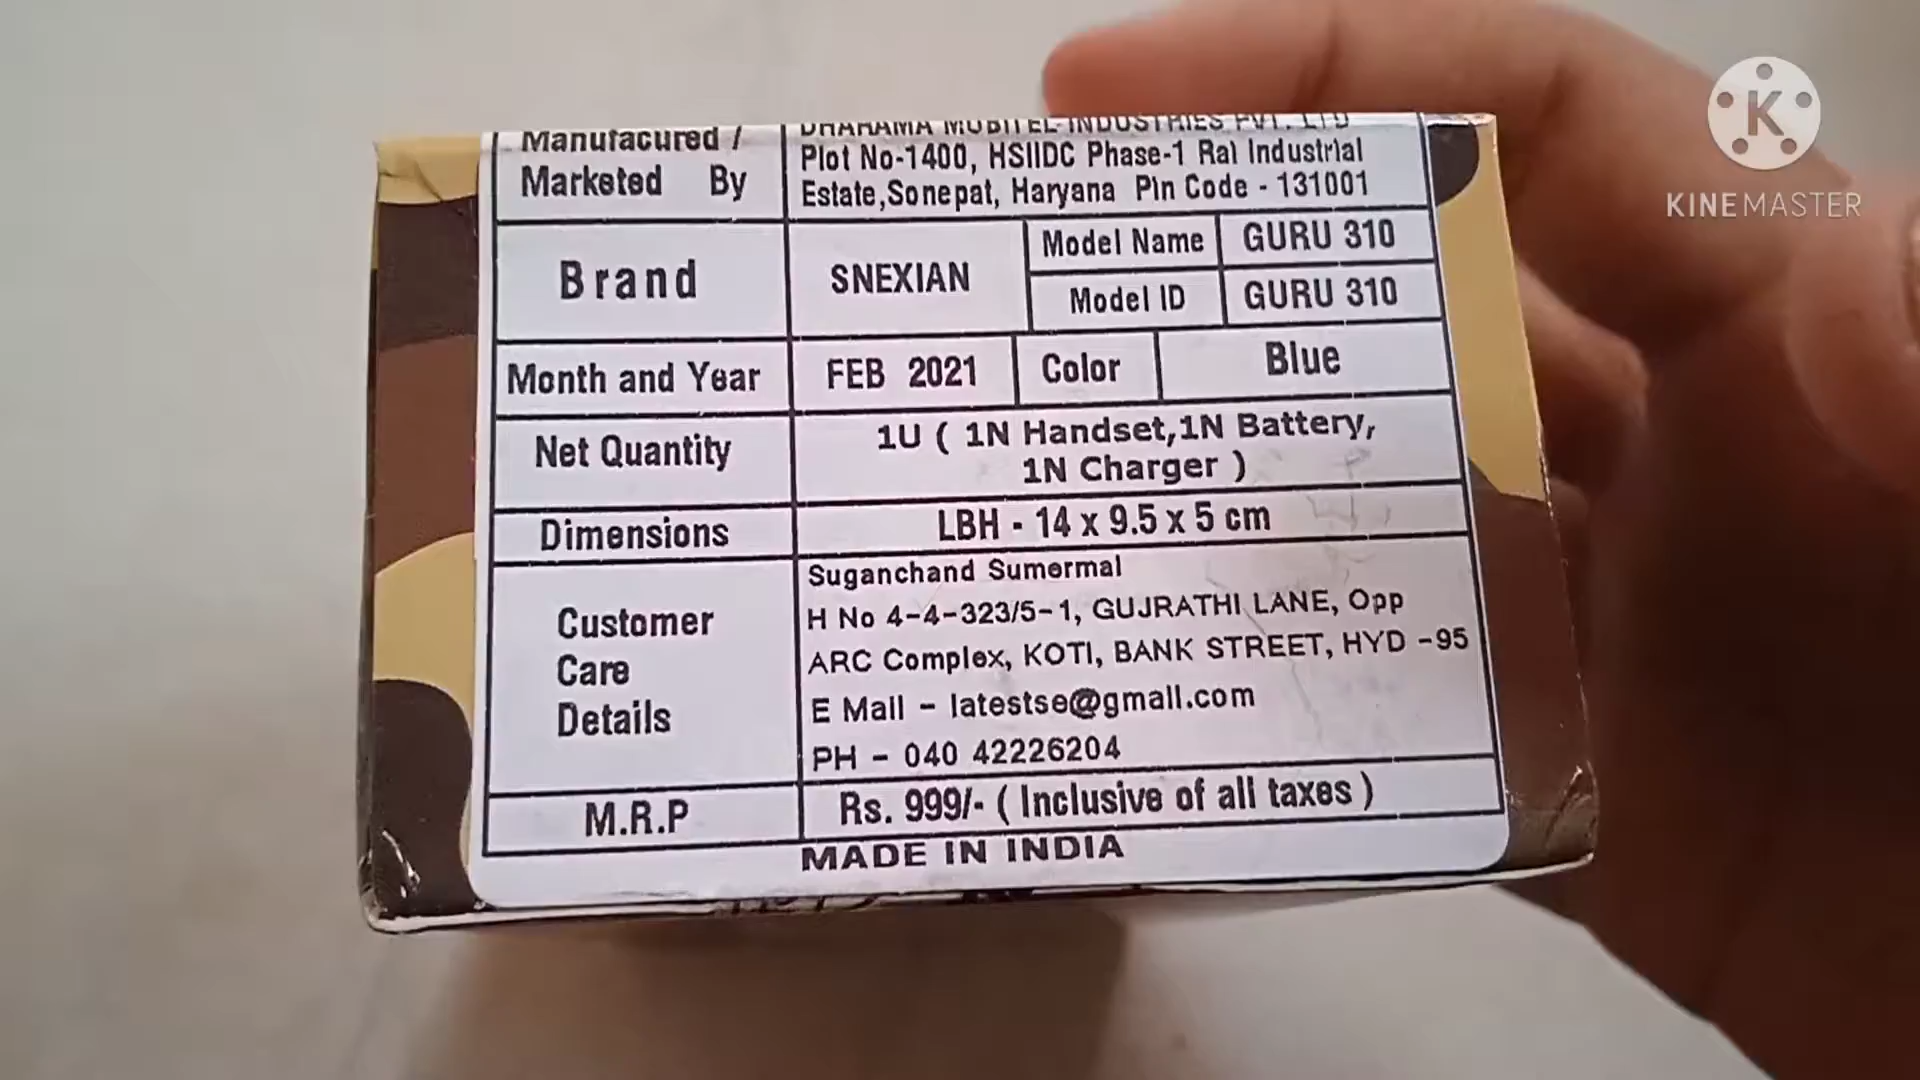 Manufacured /
Marketed By
DHARAMA MOBITEL INDUSTRIES PVT. LTD
Plot No-1400, HSIIDC Phase-1 Rai Industrial
Estate,Sonepat, Haryana Pin Code - 131001
Brand
SNEXIAN
Model Name
GURU 310
Model ID
GURU 310
Month and Year
FEB 2021
Color
Blue
Net Quantity
1U ( 1N Handset,1N Battery,
1N Charger )
Dimensions
LBH - 14 x 9.5 x 5 cm
Customer
Care
Details
Suganchand Sumermal
H No 4-4-323/5-1, GUJRATHI LANE, Opp
ARC Complex, KOTI, BANK STREET, HYD -95
E Mail - latestse@gmail.com
PH - 040 42226204
M.R.P
Rs. 999/- ( Inclusive of all taxes )
MADE IN INDIA
K
KINEMASTER